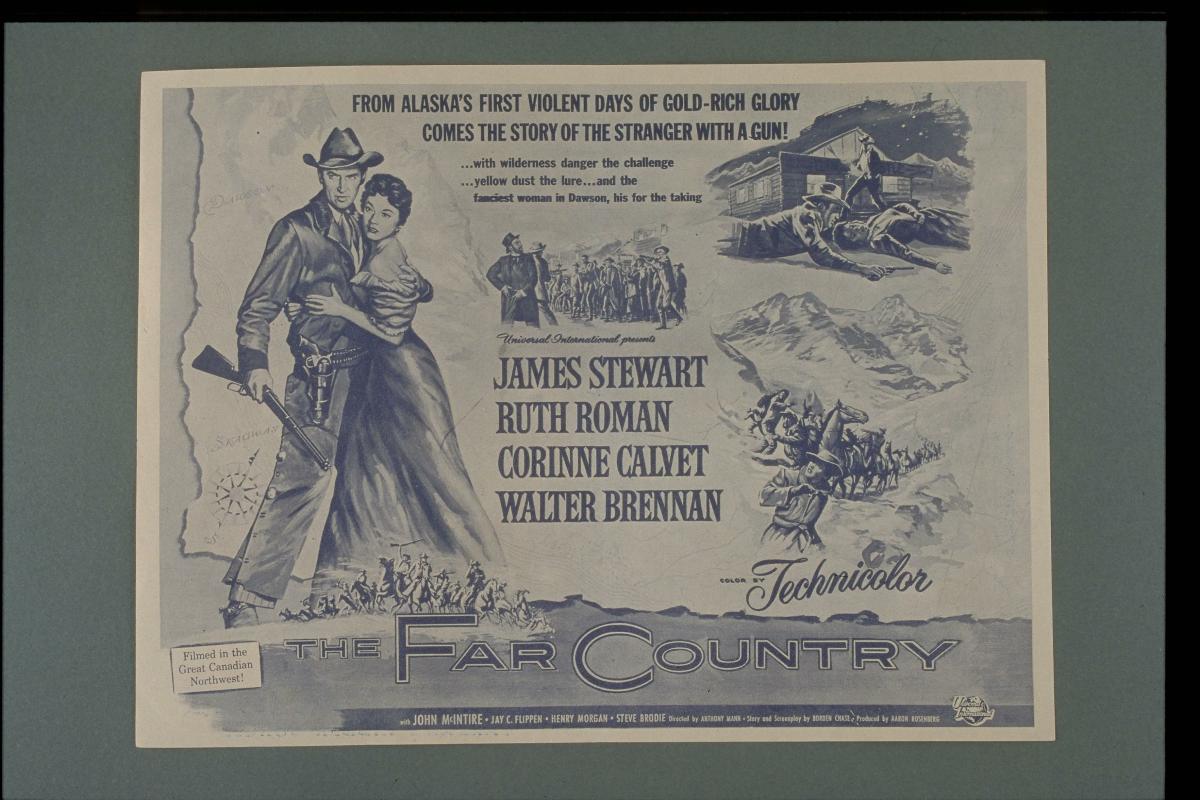 FROM ALASKA'S FIRST VIOLENT DAYS OF GOLD-RICH GLORY
COMES THE STORY OF THE STRANGER WITH A GUN!
...with wilderness danger the challenge
...yellow dust the lure...and the
fanciest woman in Dawson, his for the taking
DAWSON
Universal International presents
JAMES STEWART
RUTH ROMAN
CORINNE CALVET
WALTER BRENNAN
SKAGWAY
COLOR BY Technicolor
THE FAR COUNTRY
Filmed in the
Great Canadian
Northwest!
with JOHN McINTIRE • JAY C. FLIPPEN • HENRY MORGAN • STEVE BRODIE Directed by ANTHONY MANN • Story and Screenplay by BORDEN CHASE • Produced by AARON ROSENBERG
Universal International